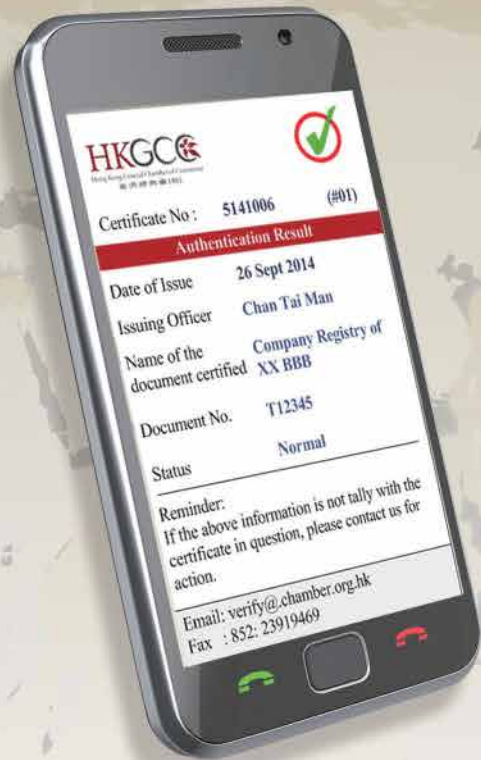 HKGCC
Hong Kong General Chamber of Commerce
香港總商會1861
Certificate No : 5141006 (#01)
Authentication Result
Date of Issue 26 Sept 2014
Issuing Officer Chan Tai Man
Name of the document certified Company Registry of XX BBB
Document No. T12345
Status Normal
Reminder:
If the above information is not tally with the
certificate in question, please contact us for
action.
Email: verify@.chamber.org.hk
Fax : 852: 23919469